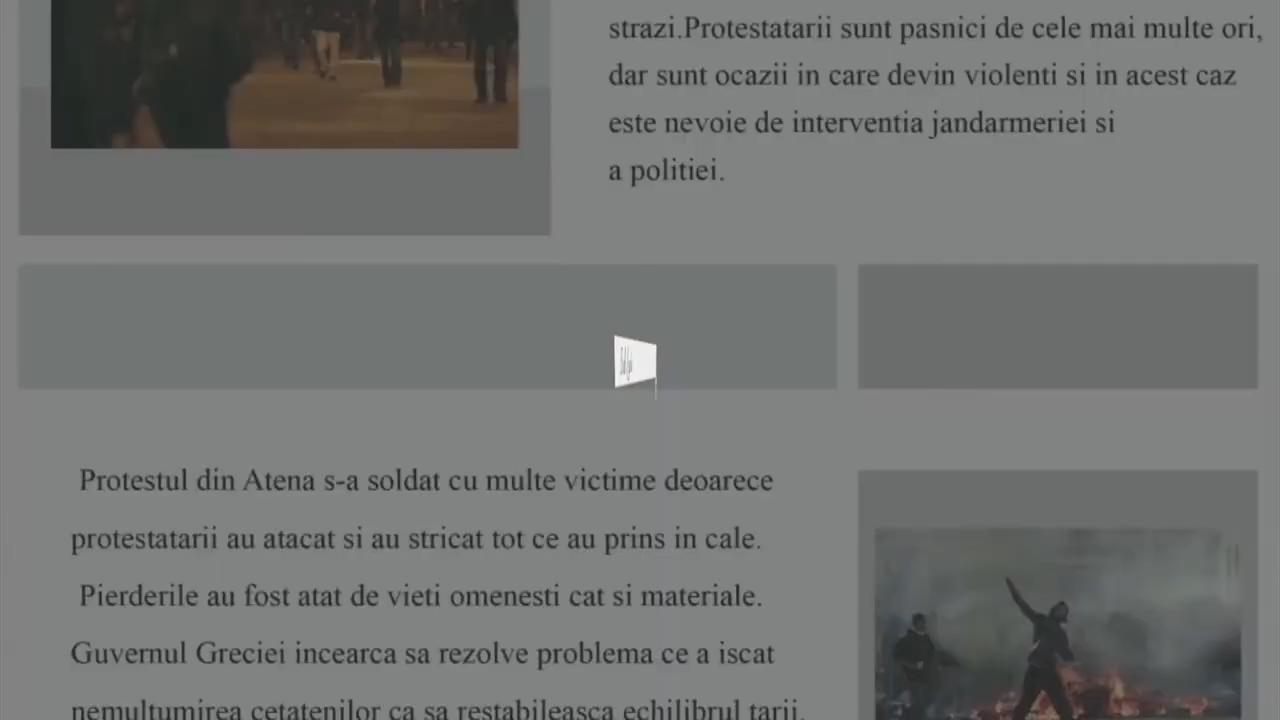 strazi.Protestatarii sunt pasnici de cele mai multe ori,
dar sunt ocazii in care devin violenti si in acest caz
este nevoie de interventia jandarmeriei si
a politiei.
Protestul din Atena s-a soldat cu multe victime deoarece
protestatarii au atacat si au stricat tot ce au prins in cale.
Pierderile au fost atat de vieti omenesti cat si materiale.
Guvernul Greciei incearca sa rezolve problema ce a iscat
nemultumirea cetatenilor ca sa restabileasca echilibrul tarii.